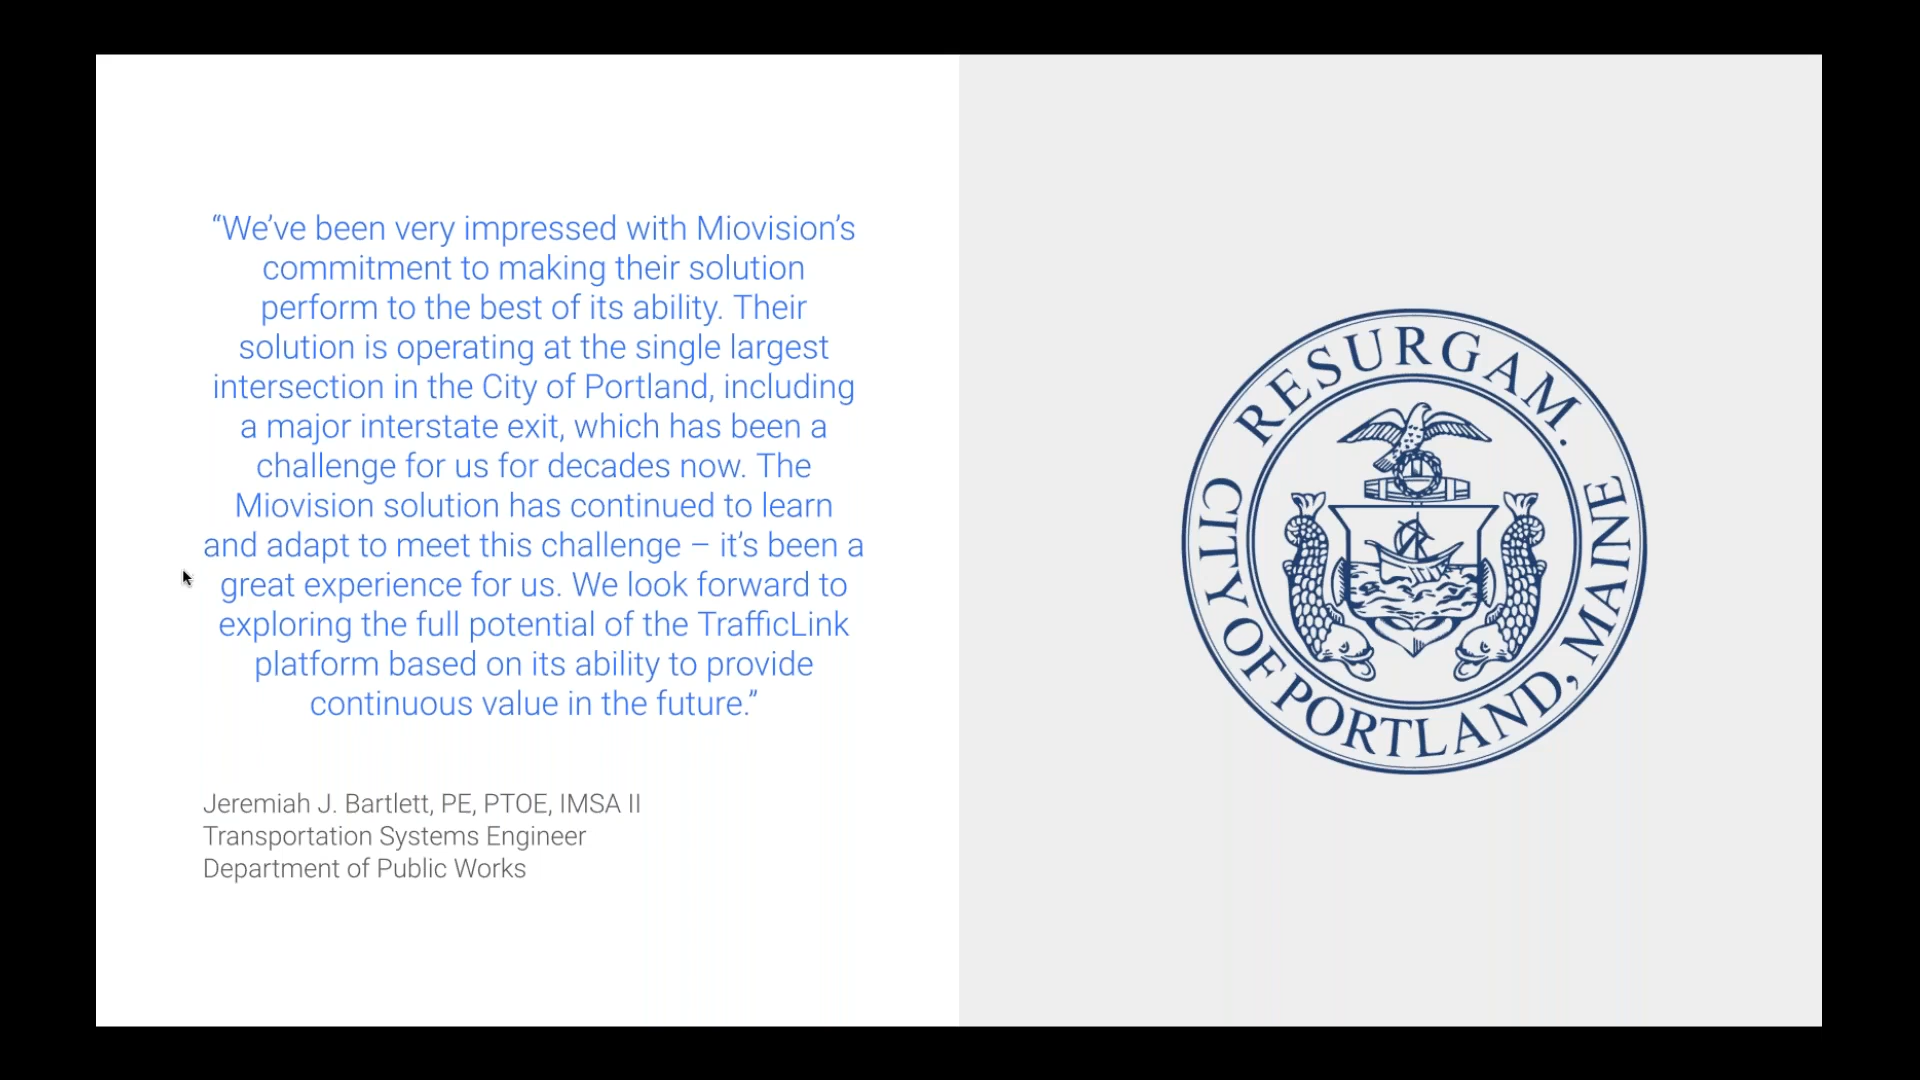 “We’ve been very impressed with Miovision’s
commitment to making their solution
perform to the best of its ability. Their
solution is operating at the single largest
intersection in the City of Portland, including
a major interstate exit, which has been a
challenge for us for decades now. The
Miovision solution has continued to learn
and adapt to meet this challenge – it’s been a
great experience for us. We look forward to
exploring the full potential of the TrafficLink
platform based on its ability to provide
continuous value in the future.”
Jeremiah J. Bartlett, PE, PTOE, IMSA II
Transportation Systems Engineer
Department of Public Works
RESURGAM.
CITY OF PORTLAND, MAINE